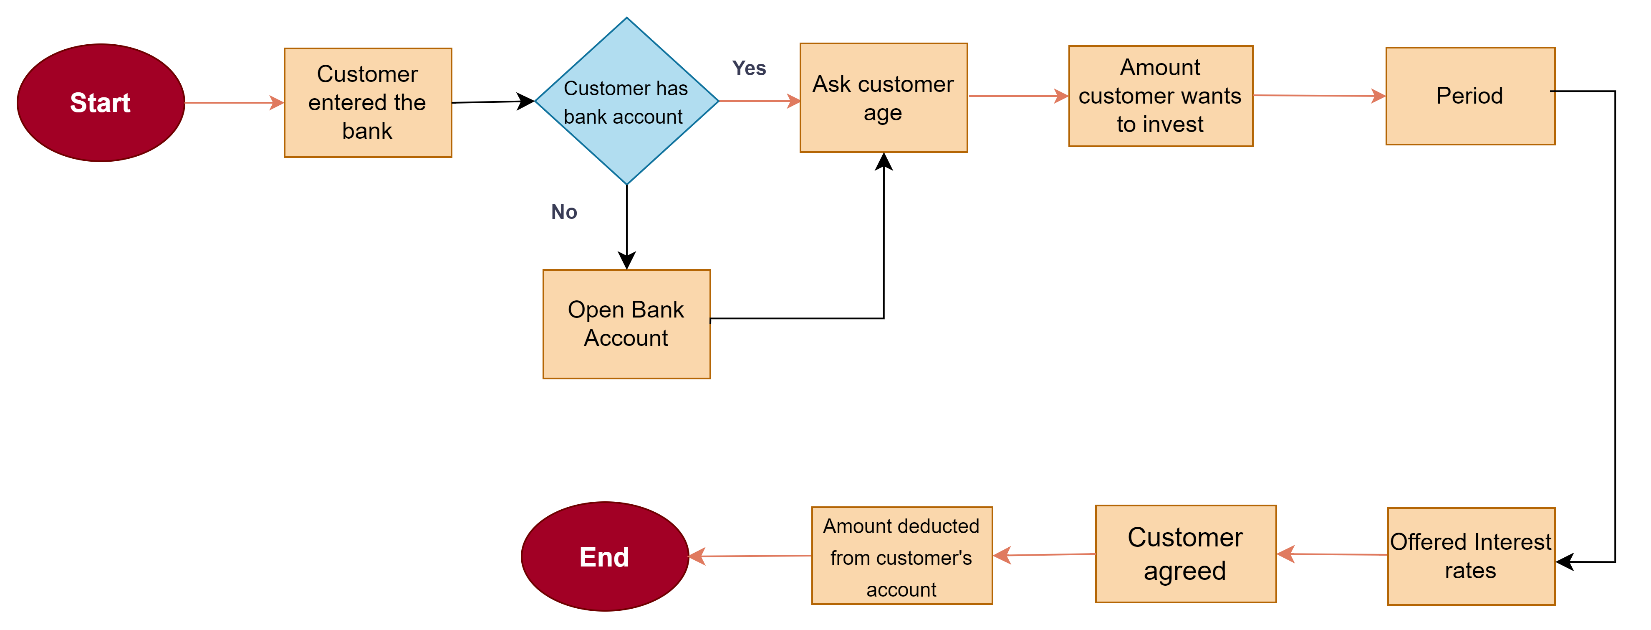 Start
Customer
entered the
bank
Customer has
bank account
Yes
No
Ask customer
age
Amount
customer wants
to invest
Period
Open Bank
Account
Offered Interest
rates
Customer
agreed
Amount deducted
from customer's
account
End